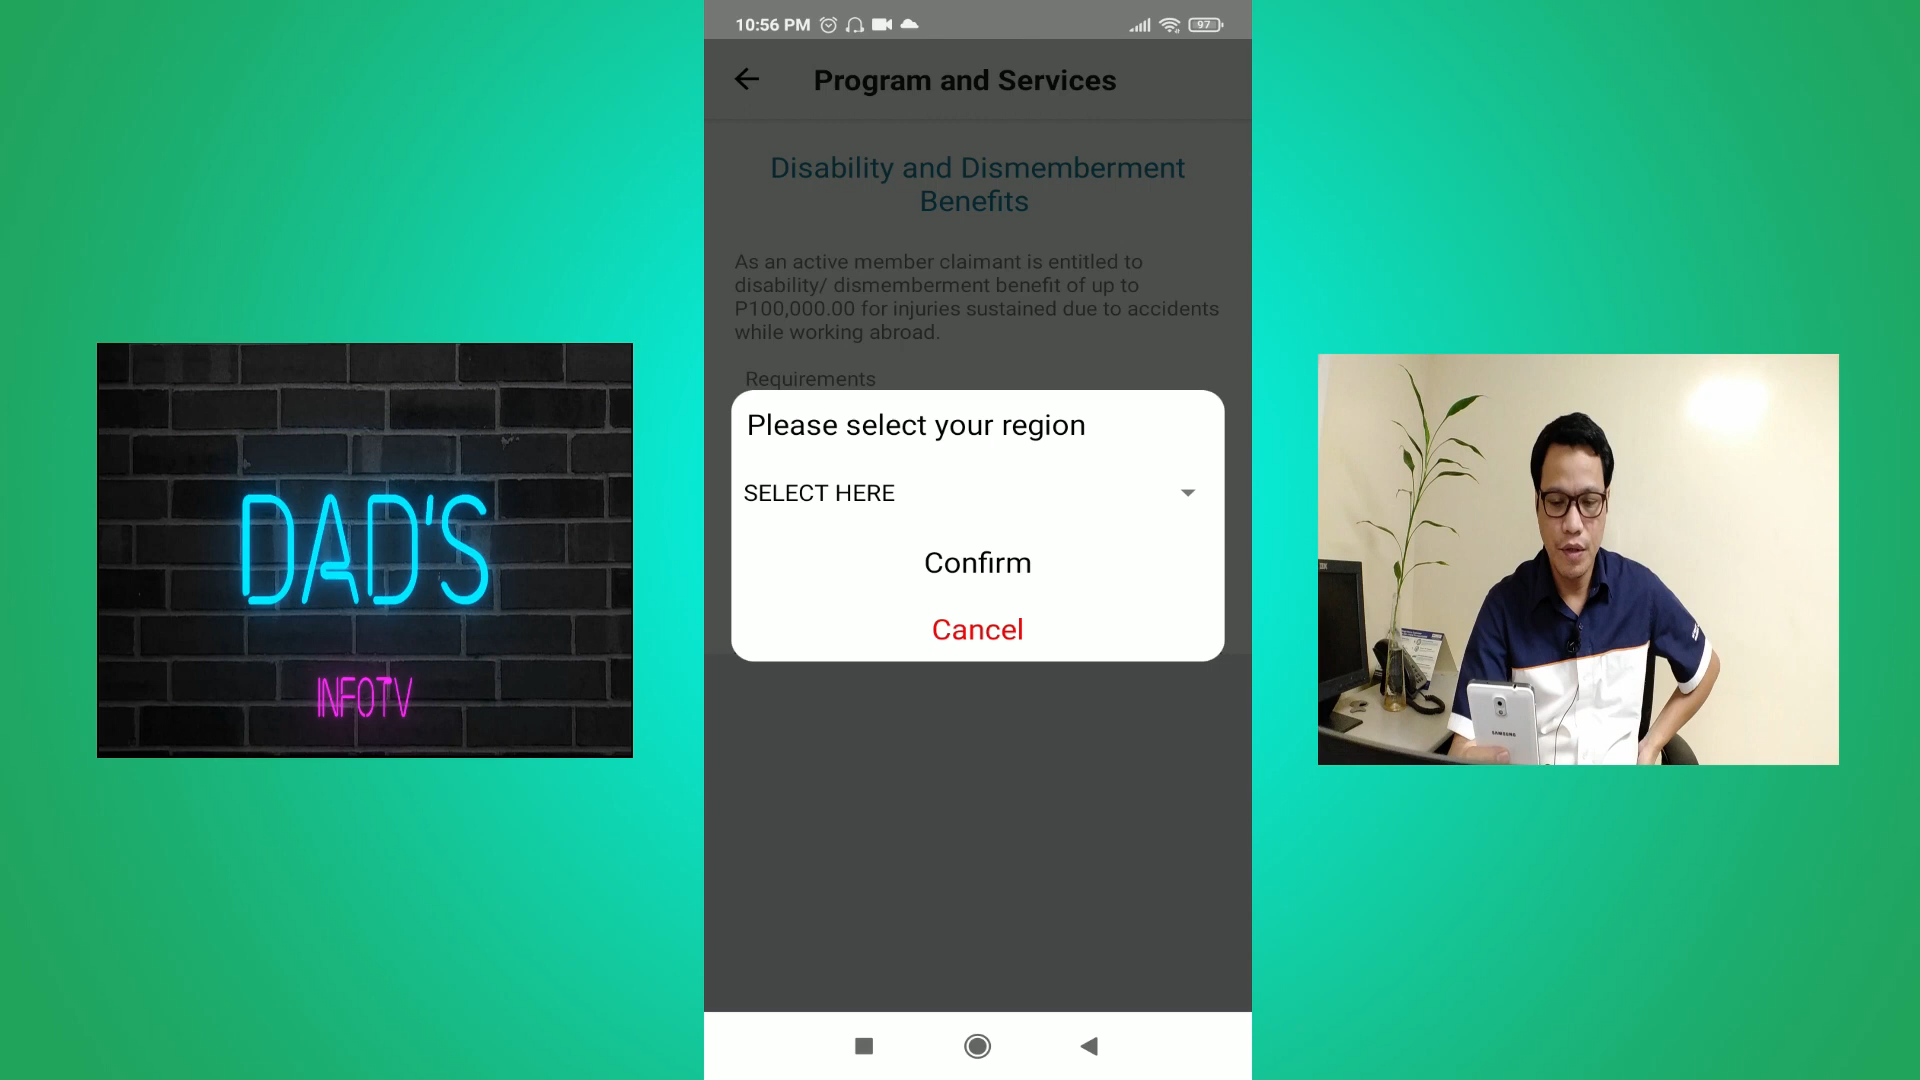 10:56 PM
97
Program and Services
Disability and Dismemberment
Benefits
As an active member claimant is entitled to
disability/ dismemberment benefit of up to
P100,000.00 for injuries sustained due to accidents
while working abroad.
Requirements
Please select your region
SELECT HERE
Confirm
Cancel
DAD'S
INFOTV
SAMSUNG